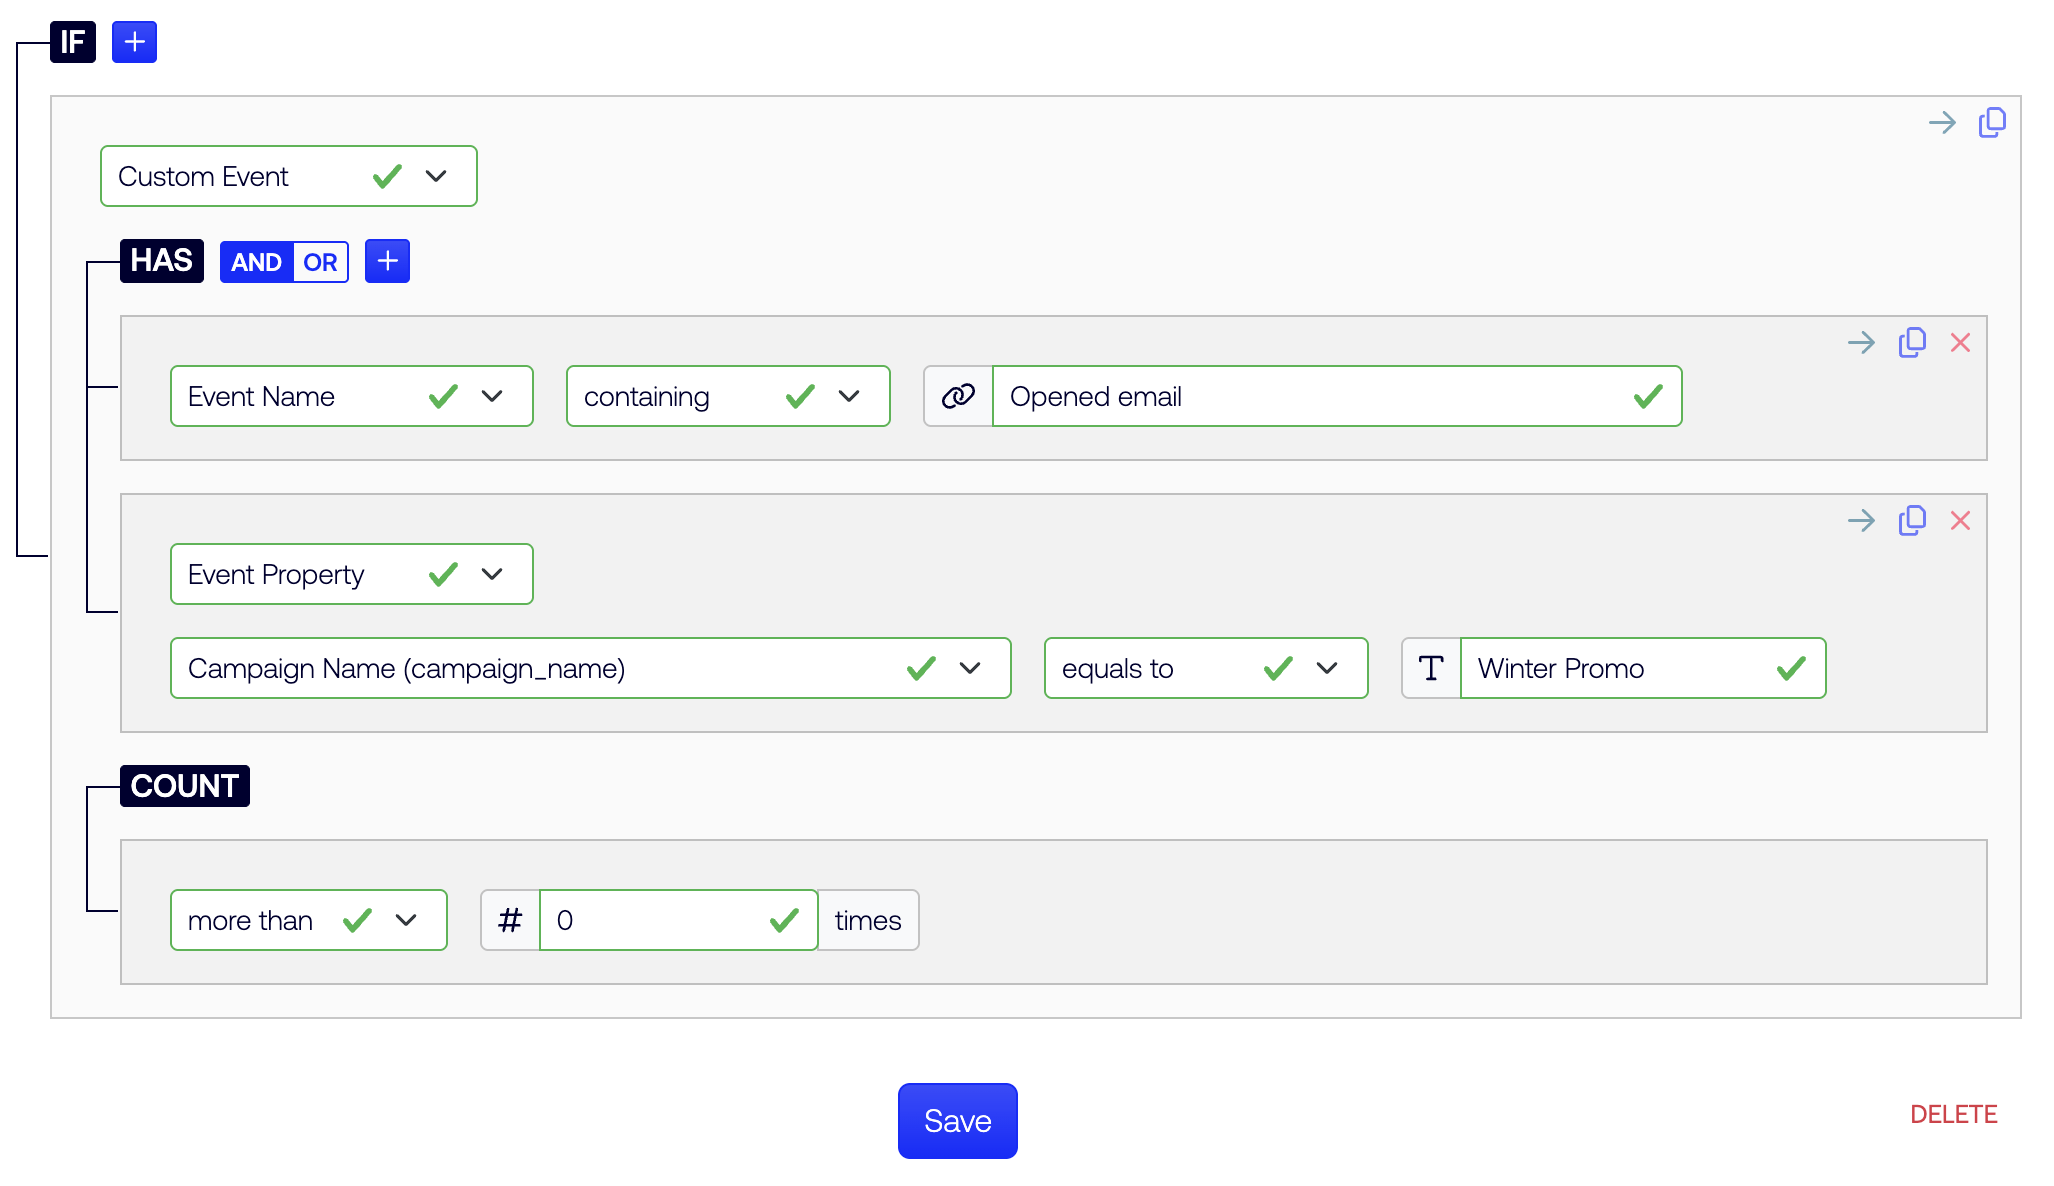 IF +
Custom Event
HAS AND OR +
Event Name containing Opened email
Event Property
Campaign Name (campaign_name) equals to T Winter Promo
COUNT
more than # 0 times
Save
DELETE